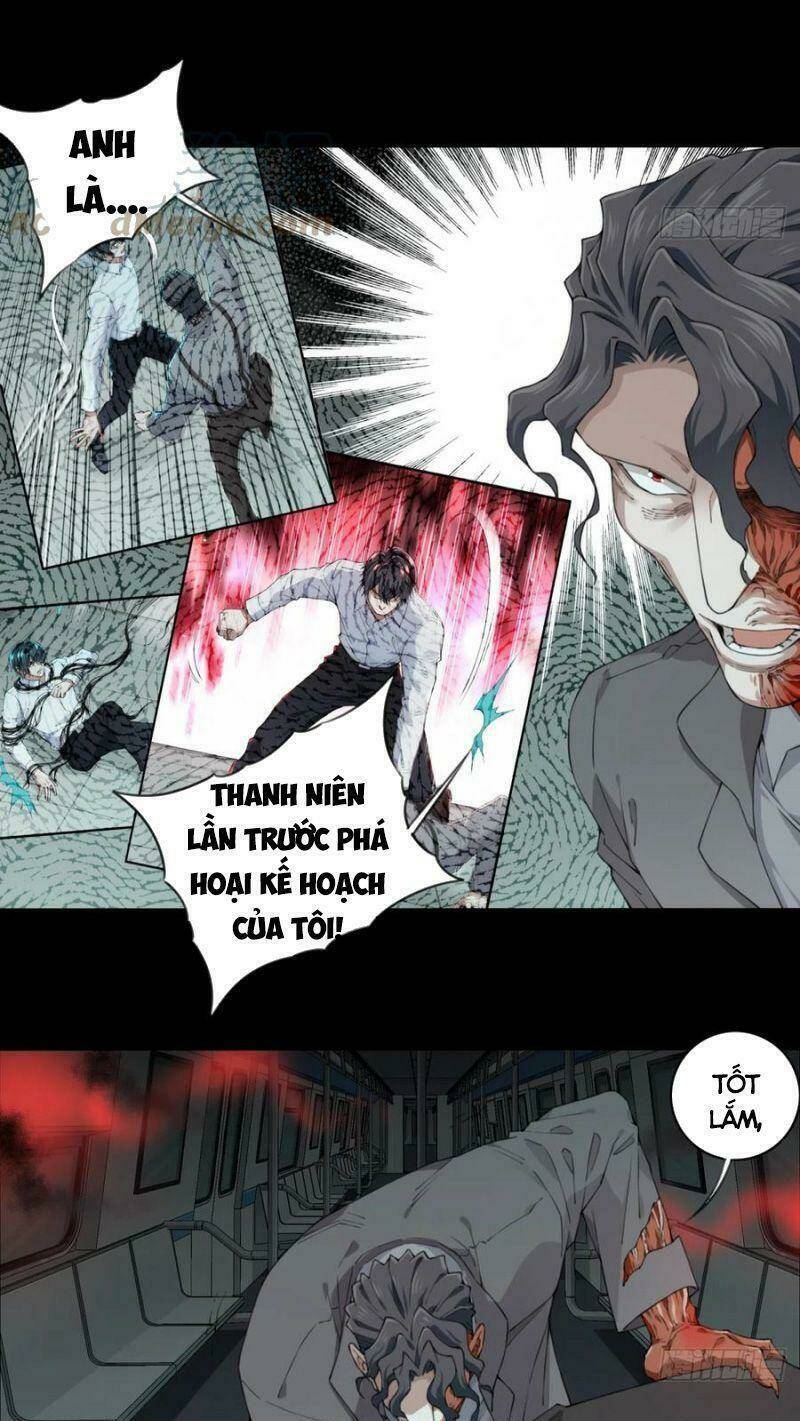 ANH
LÀ....
THANH NIÊN
LẦN TRƯỚC PHÁ
HOẠI KẾ HOẠCH
CỦA TÔI!
TỐT
LẮM,